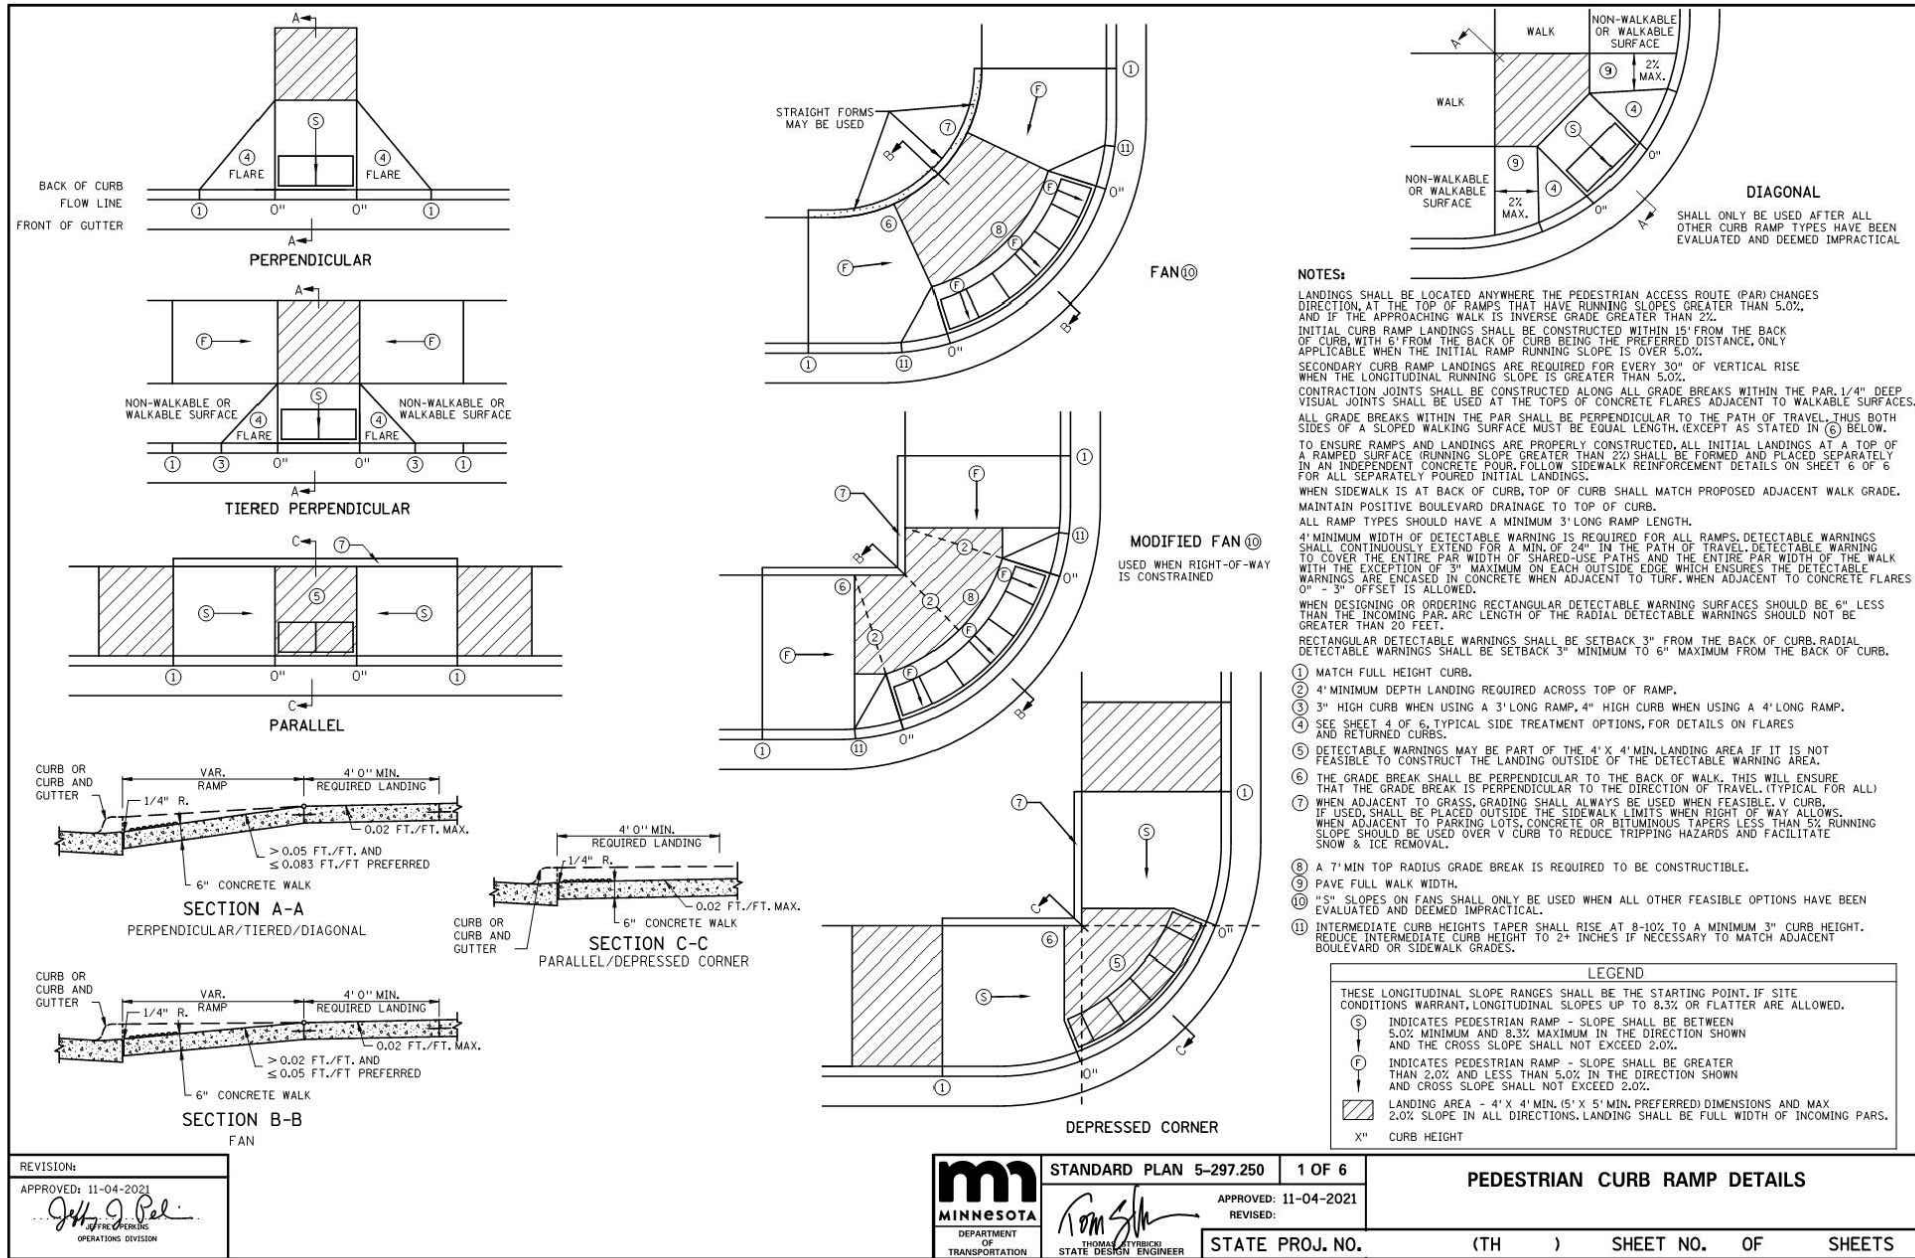 A
S
4
FLARE
4
FLARE
BACK OF CURB
FLOW LINE
FRONT OF GUTTER
1
0"
0"
1
A
PERPENDICULAR
A
F
F
S
NON-WALKABLE OR
WALKABLE SURFACE
4
FLARE
4
FLARE
NON-WALKABLE OR
WALKABLE SURFACE
1
3
0"
0"
3
1
A
TIERED PERPENDICULAR
C
7
S
5
S
1
0"
0"
1
C
PARALLEL
CURB OR
CURB AND
GUTTER
VAR.
RAMP
4' 0" MIN.
REQUIRED LANDING
1/4" R.
0.02 FT./FT. MAX.
> 0.05 FT./FT. AND
≤ 0.083 FT./FT PREFERRED
6" CONCRETE WALK
SECTION A-A
PERPENDICULAR/TIERED/DIAGONAL
4' 0" MIN.
REQUIRED LANDING
1/4" R.
0.02 FT./FT. MAX.
6" CONCRETE WALK
CURB OR
CURB AND
GUTTER
SECTION C-C
PARALLEL/DEPRESSED CORNER
CURB OR
CURB AND
GUTTER
VAR.
RAMP
4' 0" MIN.
REQUIRED LANDING
1/4" R.
0.02 FT./FT. MAX.
> 0.02 FT./FT. AND
≤ 0.05 FT./FT PREFERRED
6" CONCRETE WALK
SECTION B-B
FAN
STRAIGHT FORMS
MAY BE USED
7
F
1
B
11
F
0"
6
8
F
F
F
B
1
11
0"
FAN 10
F
1
7
B
2
11
6
F
0"
2
8
2
F
F
F
B
1
11
0"
MODIFIED FAN 10
USED WHEN RIGHT-OF-WAY
IS CONSTRAINED
7
1
S
C
6
5
0"
S
C
1
0"
DEPRESSED CORNER
WALK
NON-WALKABLE
OR WALKABLE
SURFACE
A
9
2%
MAX.
WALK
4
S
0"
9
NON-WALKABLE
OR WALKABLE
SURFACE
4
2%
MAX.
0"
A
DIAGONAL
SHALL ONLY BE USED AFTER ALL
OTHER CURB RAMP TYPES HAVE BEEN
EVALUATED AND DEEMED IMPRACTICAL
NOTES:
LANDINGS SHALL BE LOCATED ANYWHERE THE PEDESTRIAN ACCESS ROUTE (PAR) CHANGES
DIRECTION, AT THE TOP OF RAMPS THAT HAVE RUNNING SLOPES GREATER THAN 5.0%,
AND IF THE APPROACHING WALK IS INVERSE GRADE GREATER THAN 2%.
INITIAL CURB RAMP LANDINGS SHALL BE CONSTRUCTED WITHIN 15' FROM THE BACK
OF CURB, WITH 6' FROM THE BACK OF CURB BEING THE PREFERRED DISTANCE, ONLY
APPLICABLE WHEN THE INITIAL RAMP RUNNING SLOPE IS OVER 5.0%.
SECONDARY CURB RAMP LANDINGS ARE REQUIRED FOR EVERY 30" OF VERTICAL RISE
WHEN THE LONGITUDINAL RUNNING SLOPE IS GREATER THAN 5.0%.
CONTRACTION JOINTS SHALL BE CONSTRUCTED ALONG ALL GRADE BREAKS WITHIN THE PAR. 1/4" DEEP
VISUAL JOINTS SHALL BE USED AT THE TOPS OF CONCRETE FLARES ADJACENT TO WALKABLE SURFACES.
ALL GRADE BREAKS WITHIN THE PAR SHALL BE PERPENDICULAR TO THE PATH OF TRAVEL. THUS BOTH
SIDES OF A SLOPED WALKING SURFACE MUST BE EQUAL LENGTH. (EXCEPT AS STATED IN 6 BELOW.
TO ENSURE RAMPS AND LANDINGS ARE PROPERLY CONSTRUCTED, ALL INITIAL LANDINGS AT A TOP OF
A RAMPED SURFACE (RUNNING SLOPE GREATER THAN 2%) SHALL BE FORMED AND PLACED SEPARATELY
IN AN INDEPENDENT CONCRETE POUR. FOLLOW SIDEWALK REINFORCEMENT DETAILS ON SHEET 6 OF 6
FOR ALL SEPARATELY POURED INITIAL LANDINGS.
WHEN SIDEWALK IS AT BACK OF CURB, TOP OF CURB SHALL MATCH PROPOSED ADJACENT WALK GRADE.
MAINTAIN POSITIVE BOULEVARD DRAINAGE TO TOP OF CURB.
ALL RAMP TYPES SHOULD HAVE A MINIMUM 3' LONG RAMP LENGTH.
4' MINIMUM WIDTH OF DETECTABLE WARNING IS REQUIRED FOR ALL RAMPS. DETECTABLE WARNINGS
SHALL CONTINUOUSLY EXTEND FOR A MIN. OF 24" IN THE PATH OF TRAVEL. DETECTABLE WARNING
TO COVER THE ENTIRE PAR WIDTH OF SHARED-USE PATHS AND THE ENTIRE PAR WIDTH OF THE WALK
WITH THE EXCEPTION OF 3" MAXIMUM ON EACH OUTSIDE EDGE WHICH ENSURES THE DETECTABLE
WARNINGS ARE ENCASED IN CONCRETE WHEN ADJACENT TO TURF. WHEN ADJACENT TO CONCRETE FLARES
0" - 3" OFFSET IS ALLOWED.
WHEN DESIGNING OR ORDERING RECTANGULAR DETECTABLE WARNING SURFACES SHOULD BE 6" LESS
THAN THE INCOMING PAR. ARC LENGTH OF THE RADIAL DETECTABLE WARNINGS SHOULD NOT BE
GREATER THAN 20 FEET.
RECTANGULAR DETECTABLE WARNINGS SHALL BE SETBACK 3" FROM THE BACK OF CURB. RADIAL
DETECTABLE WARNINGS SHALL BE SETBACK 3" MINIMUM TO 6" MAXIMUM FROM THE BACK OF CURB.
1 MATCH FULL HEIGHT CURB.
2 4' MINIMUM DEPTH LANDING REQUIRED ACROSS TOP OF RAMP.
3 3" HIGH CURB WHEN USING A 3' LONG RAMP, 4" HIGH CURB WHEN USING A 4' LONG RAMP.
4 SEE SHEET 4 OF 6, TYPICAL SIDE TREATMENT OPTIONS, FOR DETAILS ON FLARES
AND RETURNED CURBS.
5 DETECTABLE WARNINGS MAY BE PART OF THE 4' X 4' MIN. LANDING AREA IF IT IS NOT
FEASIBLE TO CONSTRUCT THE LANDING OUTSIDE OF THE DETECTABLE WARNING AREA.
6 THE GRADE BREAK SHALL BE PERPENDICULAR TO THE BACK OF WALK. THIS WILL ENSURE
THAT THE GRADE BREAK IS PERPENDICULAR TO THE DIRECTION OF TRAVEL. (TYPICAL FOR ALL)
7 WHEN ADJACENT TO GRASS, GRADING SHALL ALWAYS BE USED WHEN FEASIBLE. V CURB,
IF USED, SHALL BE PLACED OUTSIDE THE SIDEWALK LIMITS WHEN RIGHT OF WAY ALLOWS.
WHEN ADJACENT TO PARKING LOTS, CONCRETE OR BITUMINOUS TAPERS LESS THAN 5% RUNNING
SLOPE SHOULD BE USED OVER V CURB TO REDUCE TRIPPING HAZARDS AND FACILITATE
SNOW & ICE REMOVAL.
8 A 7' MIN TOP RADIUS GRADE BREAK IS REQUIRED TO BE CONSTRUCTIBLE.
9 PAVE FULL WALK WIDTH.
10 "S" SLOPES ON FANS SHALL ONLY BE USED WHEN ALL OTHER FEASIBLE OPTIONS HAVE BEEN
EVALUATED AND DEEMED IMPRACTICAL.
11 INTERMEDIATE CURB HEIGHTS TAPER SHALL RISE AT 8-10% TO A MINIMUM 3" CURB HEIGHT.
REDUCE INTERMEDIATE CURB HEIGHT TO 2+ INCHES IF NECESSARY TO MATCH ADJACENT
BOULEVARD OR SIDEWALK GRADES.
LEGEND
THESE LONGITUDINAL SLOPE RANGES SHALL BE THE STARTING POINT. IF SITE
CONDITIONS WARRANT, LONGITUDINAL SLOPES UP TO 8.3% OR FLATTER ARE ALLOWED.
S INDICATES PEDESTRIAN RAMP - SLOPE SHALL BE BETWEEN
5.0% MINIMUM AND 8.3% MAXIMUM IN THE DIRECTION SHOWN
AND THE CROSS SLOPE SHALL NOT EXCEED 2.0%.
F INDICATES PEDESTRIAN RAMP - SLOPE SHALL BE GREATER
THAN 2.0% AND LESS THAN 5.0% IN THE DIRECTION SHOWN
AND CROSS SLOPE SHALL NOT EXCEED 2.0%.
LANDING AREA - 4' X 4' MIN. (5' X 5' MIN. PREFERRED) DIMENSIONS AND MAX
2.0% SLOPE IN ALL DIRECTIONS. LANDING SHALL BE FULL WIDTH OF INCOMING PARS.
X" CURB HEIGHT
REVISION:
APPROVED: 11-04-2021
JEFFREY PERKINS
OPERATIONS DIVISION
MINNESOTA
DEPARTMENT
OF
TRANSPORTATION
STANDARD PLAN 5-297.250
1 OF 6
APPROVED: 11-04-2021
REVISED:
THOMAS STYRBICKI
STATE DESIGN ENGINEER
PEDESTRIAN CURB RAMP DETAILS
STATE PROJ. NO. (TH ) SHEET NO. OF SHEETS